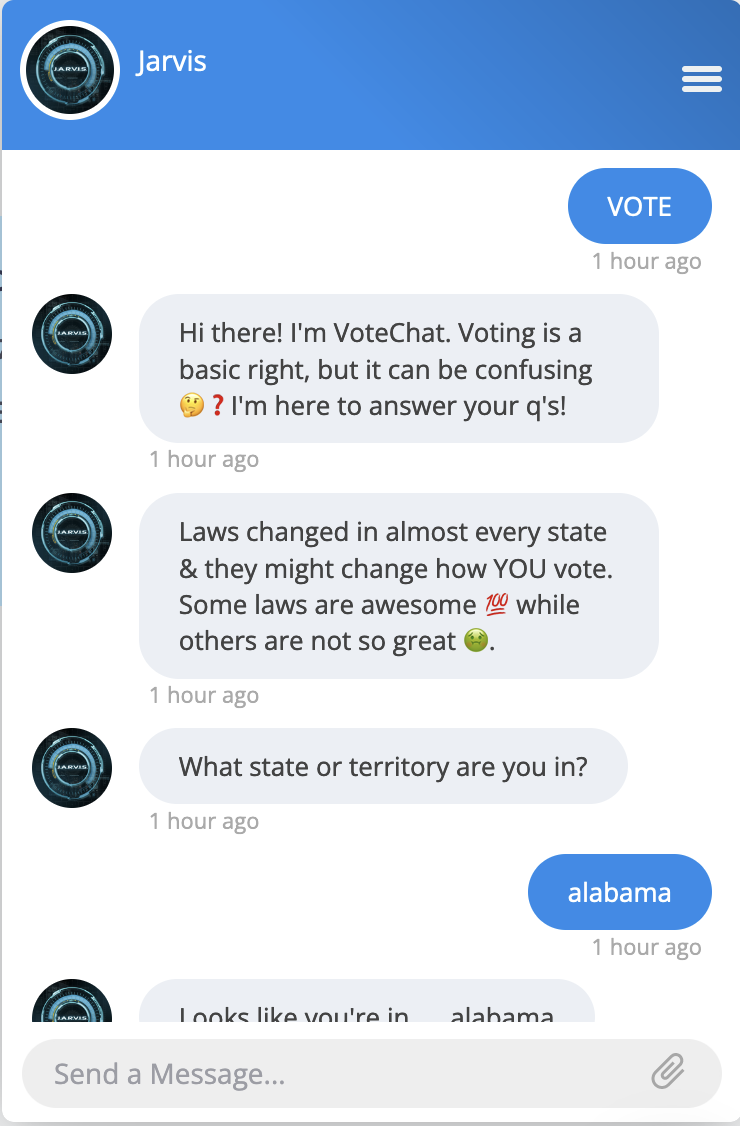 JARVIS
Jarvis
VOTE
1 hour ago
JARVIS
Hi there! I'm VoteChat. Voting is a
basic right, but it can be confusing
🤔❓I'm here to answer your q's!
1 hour ago
JARVIS
Laws changed in almost every state
& they might change how YOU vote.
Some laws are awesome 💯 while
others are not so great 🤢.
1 hour ago
JARVIS
What state or territory are you in?
1 hour ago
alabama
1 hour ago
JARVIS
Looks like you're in alabama
Send a Message...